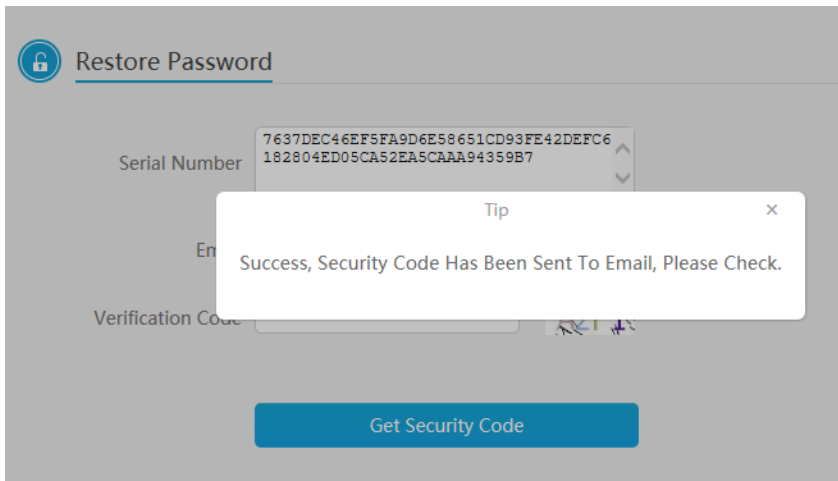 Restore Password
7637DEC46EF5FA9D6E58651CD93FE42DEFC6
Serial Number
182804ED05CA52EA5CAAA94359B7
Tip
Success, Security Code Has Been Sent To Email, Please Check.
Verification Code
Get Security Code